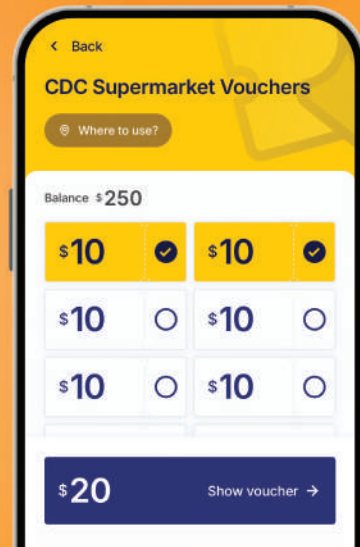 Back
CDC Supermarket Vouchers
Where to use?
Balance $250
$10 $10
$10 $10
$10 $10
$20 Show voucher →